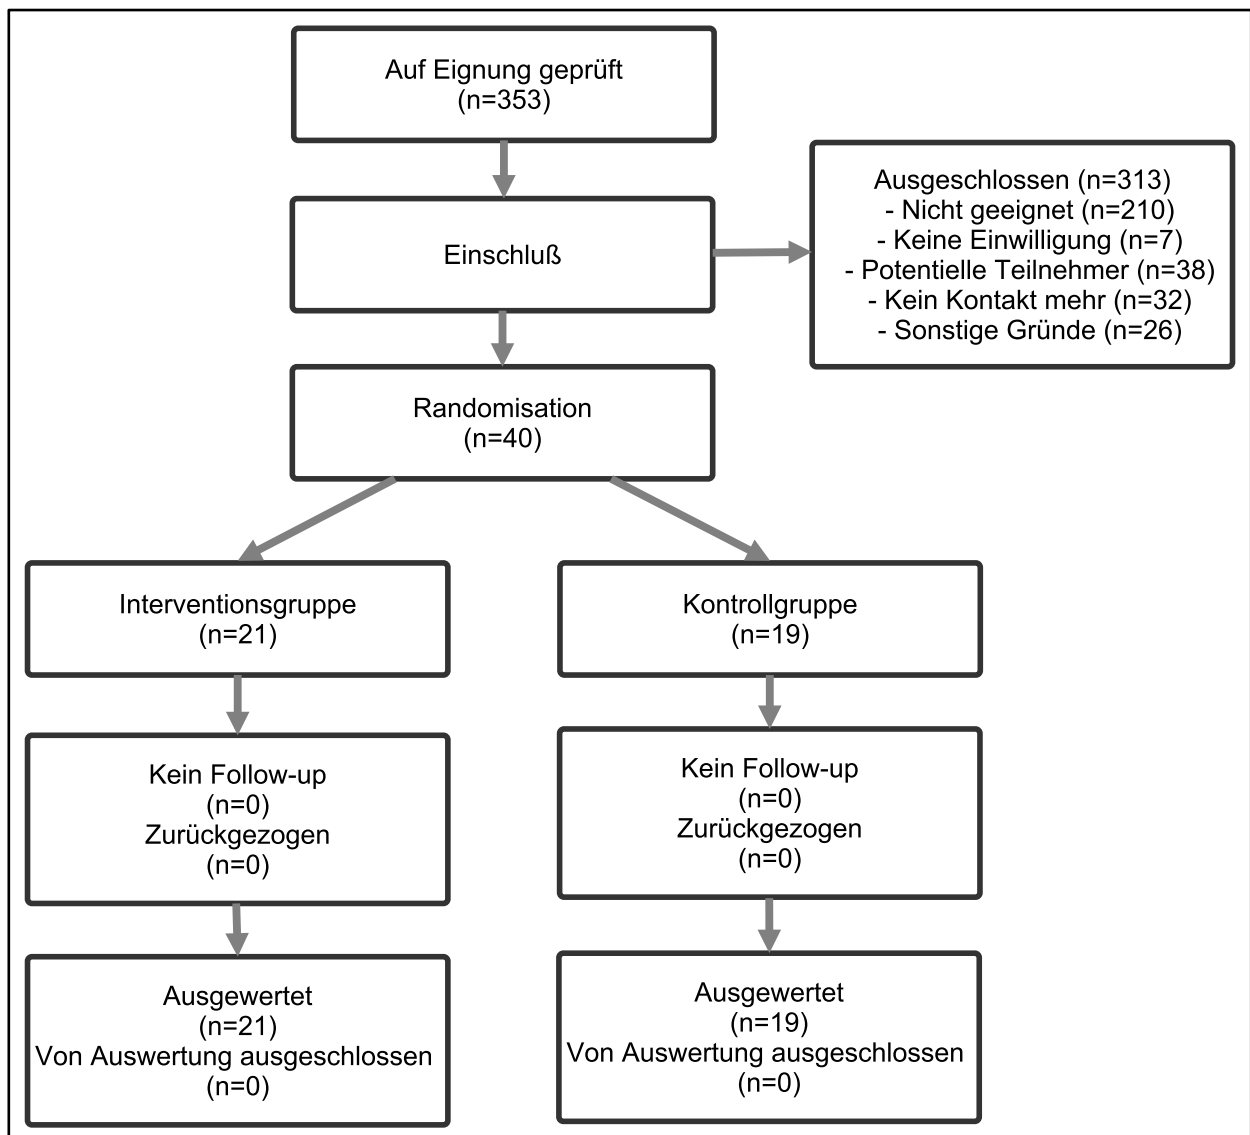 Auf Eignung geprüft
(n=353)
Einschluß
Ausgeschlossen (n=313)
- Nicht geeignet (n=210)
- Keine Einwilligung (n=7)
- Potentielle Teilnehmer (n=38)
- Kein Kontakt mehr (n=32)
- Sonstige Gründe (n=26)
Randomisation
(n=40)
Interventionsgruppe
(n=21)
Kontrollgruppe
(n=19)
Kein Follow-up
(n=0)
Zurückgezogen
(n=0)
Kein Follow-up
(n=0)
Zurückgezogen
(n=0)
Ausgewertet
(n=21)
Von Auswertung ausgeschlossen
(n=0)
Ausgewertet
(n=19)
Von Auswertung ausgeschlossen
(n=0)